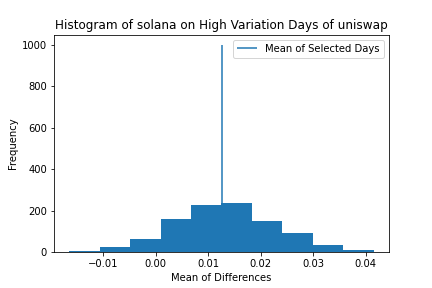 Histogram of solana on High Variation Days of uniswap
Mean of Selected Days
Frequency
1000
800
600
400
200
0
−0.01 0.00 0.01 0.02 0.03 0.04
Mean of Differences